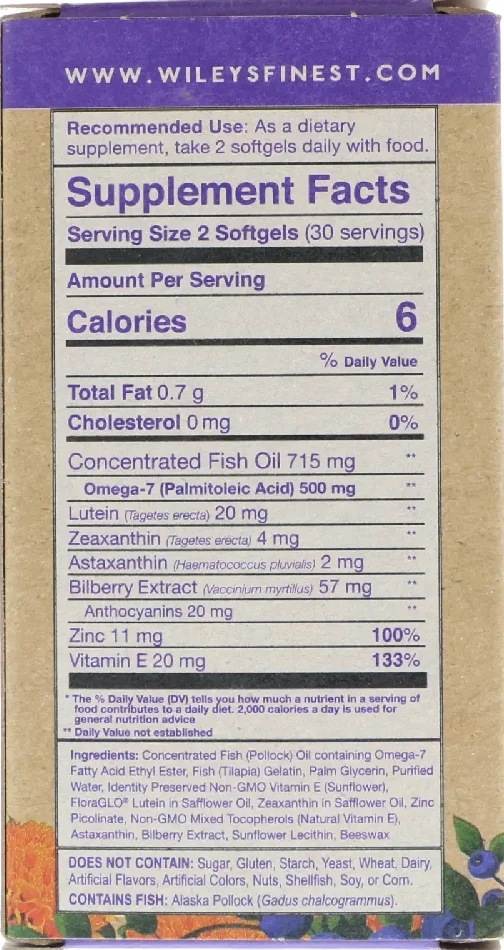 WWW.WILEYSFINEST.COM
Recommended Use: As a dietary
supplement, take 2 softgels daily with food.
Supplement Facts
Serving Size 2 Softgels (30 servings)
Amount Per Serving
Calories 6
% Daily Value
Total Fat 0.7 g 1%
Cholesterol 0 mg 0%
Concentrated Fish Oil 715 mg **
Omega-7 (Palmitoleic Acid) 500 mg **
Lutein (Tagetes erecta) 20 mg **
Zeaxanthin (Tagetes erecta) 4 mg **
Astaxanthin (Haematococcus pluvialis) 2 mg **
Bilberry Extract (Vaccinium myrtillus) 57 mg **
Anthocyanins 20 mg **
Zinc 11 mg 100%
Vitamin E 20 mg 133%
* The % Daily Value (DV) tells you how much a nutrient in a serving of
food contributes to a daily diet. 2,000 calories a day is used for
general nutrition advice
** Daily Value not established
Ingredients: Concentrated Fish (Pollock) Oil containing Omega-7
Fatty Acid Ethyl Ester, Fish (Tilapia) Gelatin, Palm Glycerin, Purified
Water, Identity Preserved Non-GMO Vitamin E (Sunflower),
FloraGLO® Lutein in Safflower Oil, Zeaxanthin in Safflower Oil, Zinc
Picolinate, Non-GMO Mixed Tocopherols (Natural Vitamin E),
Astaxanthin, Bilberry Extract, Sunflower Lecithin, Beeswax
DOES NOT CONTAIN: Sugar, Gluten, Starch, Yeast, Wheat, Dairy,
Artificial Flavors, Artificial Colors, Nuts, Shellfish, Soy, or Corn.
CONTAINS FISH: Alaska Pollock (Gadus chalcogrammus).